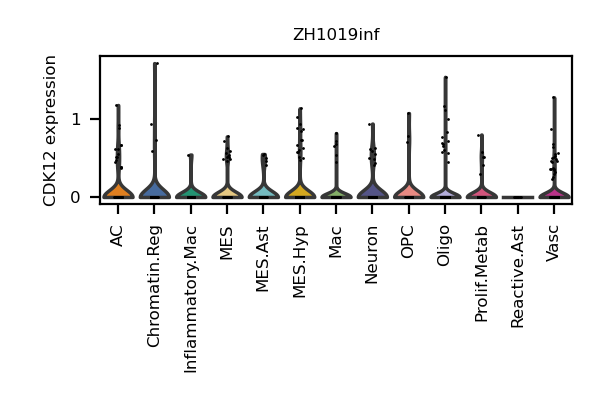 ZH1019inf
CDK12 expression
1
0
AC
Chromatin.Reg
Inflammatory.Mac
MES
MES.Ast
MES.Hyp
Mac
Neuron
OPC
Oligo
Prolif.Metab
Reactive.Ast
Vasc